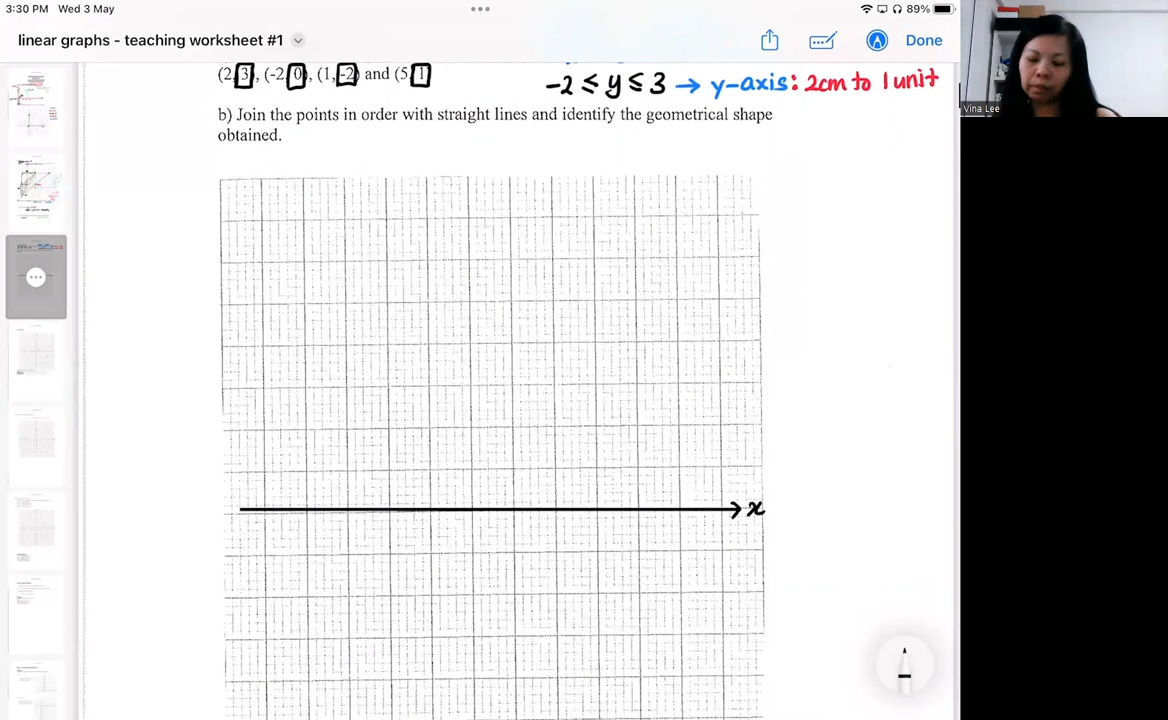 3:30 PM Wed 3 May
89%
linear graphs - teaching worksheet #1
Done
(2,3), (-2,0), (1,-2) and (5,1)
-2 ≤ y ≤ 3 → y-axis: 2cm to 1 unit
Vina Lee
b) Join the points in order with straight lines and identify the geometrical shape
obtained.
x